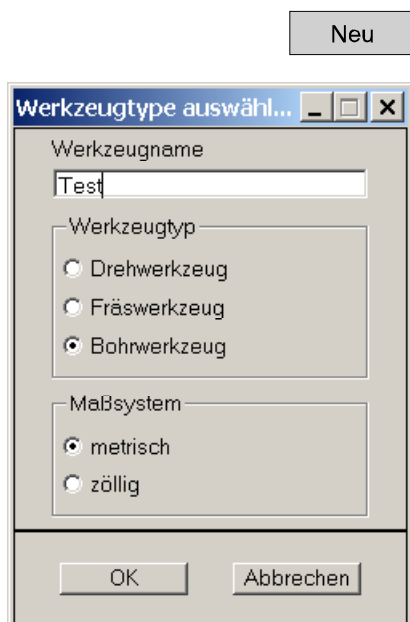 Neu
Werkzeugtype auswähl...
Werkzeugname
Test
Werkzeugtyp
Drehwerkzeug
Fräswerkzeug
Bohrwerkzeug
Maßsystem
metrisch
zöllig
OK Abbrechen